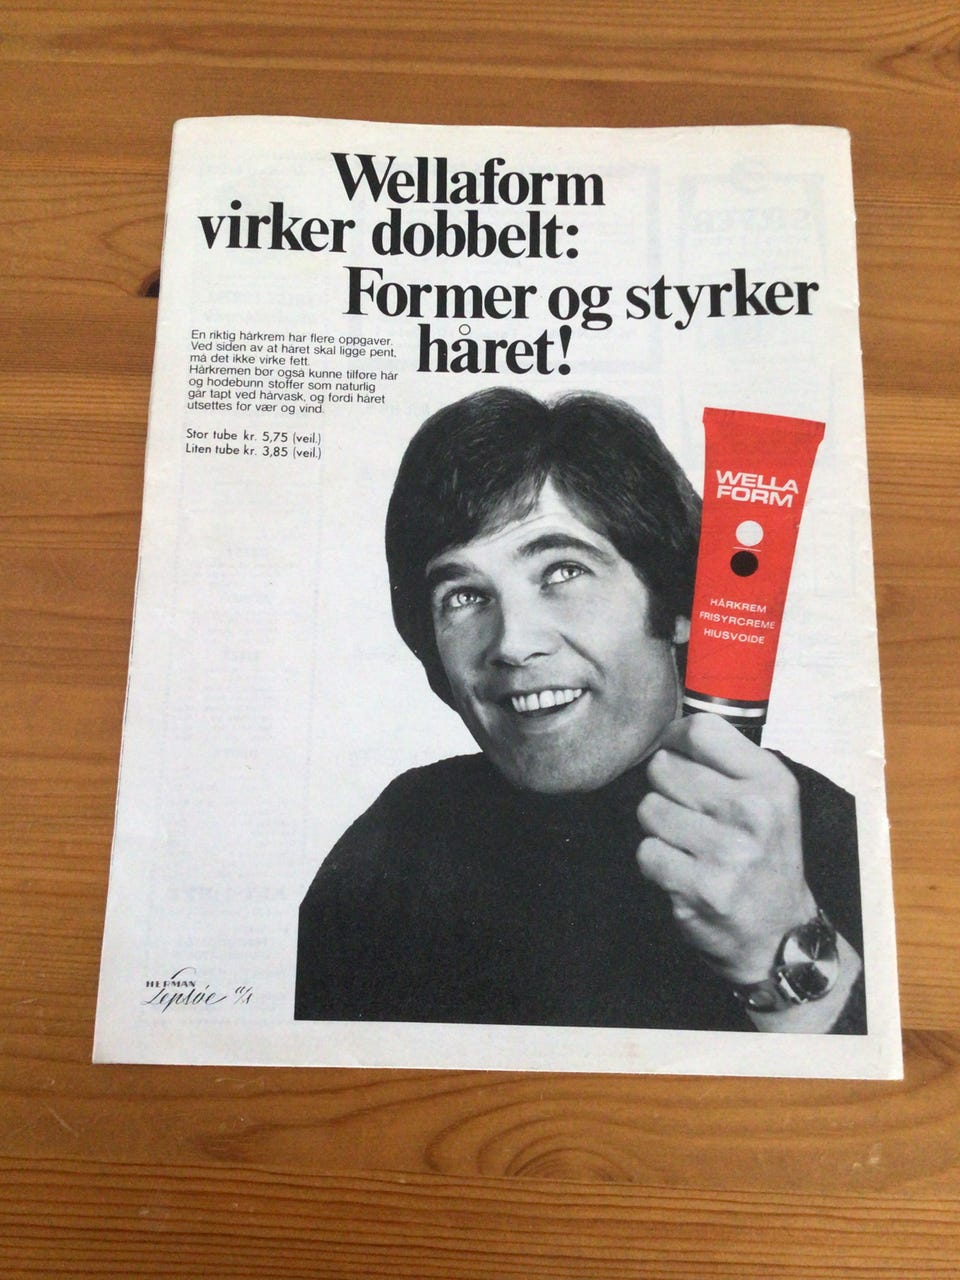 Wellaform
virker dobbelt:
Former og styrker
håret!
En riktig hårkrem har flere oppgaver.
Ved siden av at håret skal ligge pent,
må det ikke virke fett.
Hårkremen bør også kunne tilføre hår
og hodebunn stoffer som naturlig
går tapt ved hårvask, og fordi håret
utsettes for vær og vind.
Stor tube kr. 5,75 (veil.)
Liten tube kr. 3,85 (veil.)
WELLA
FORM
HÅRKREM
FRISYRCREME
HIUSVOIDE
HERMAN
Lepsøe A/S